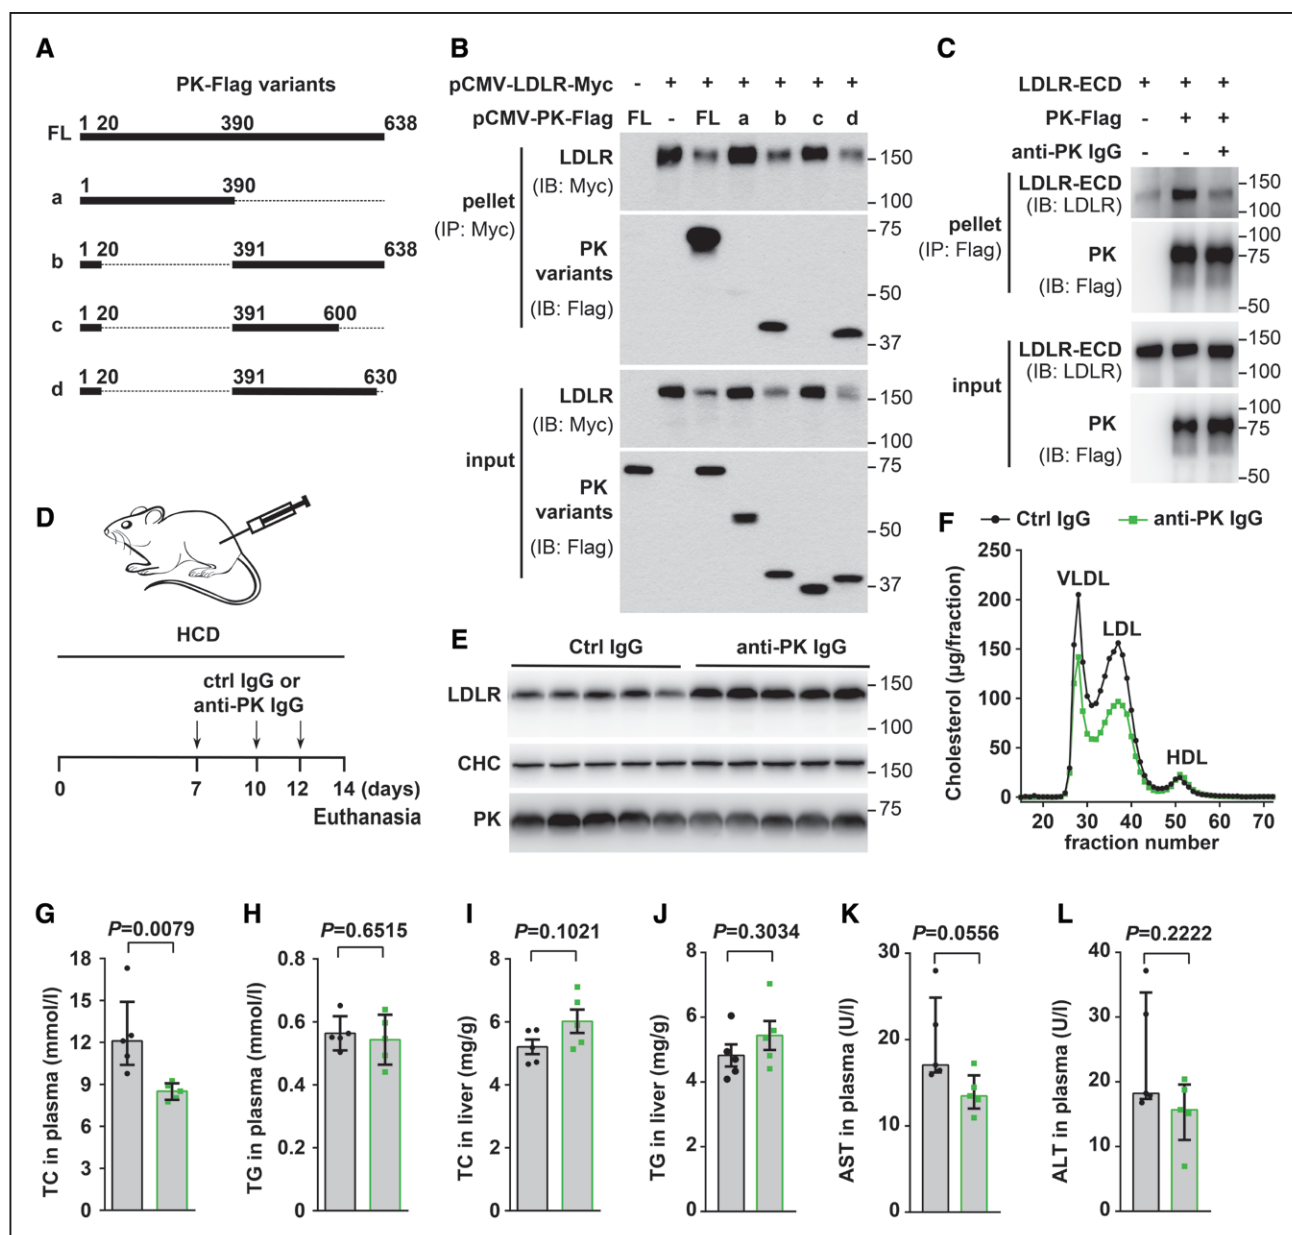 A
PK-Flag variants
FL
1 20 390 638
a
1 390
b
1 20 391 638
c
1 20 391 600
d
1 20 391 630
B
pCMV-LDLR-Myc - + + + + + +
pCMV-PK-Flag FL - FL a b c d
pellet
(IP: Myc)
LDLR
(IB: Myc)
150
100
PK
variants
(IB: Flag)
75
50
37
input
LDLR
(IB: Myc)
150
100
PK
variants
(IB: Flag)
75
50
37
C
LDLR-ECD + + +
PK-Flag - + +
anti-PK IgG - - +
pellet
(IP: Flag)
LDLR-ECD
(IB: LDLR)
150
100
PK
(IB: Flag)
100
75
50
input
LDLR-ECD
(IB: LDLR)
150
100
PK
(IB: Flag)
100
75
50
D
HCD
ctrl IgG or
anti-PK IgG
0 7 10 12 14 (days)
Euthanasia
E
Ctrl IgG anti-PK IgG
LDLR
150
100
CHC
150
PK
75
F
Ctrl IgG anti-PK IgG
Cholesterol (µg/fraction)
250
200
150
100
50
0
VLDL
LDL
HDL
20 30 40 50 60 70
fraction number
G
P=0.0079
TC in plasma (mmol/l)
18
15
12
9
6
3
0
H
P=0.6515
TG in plasma (mmol/l)
0.8
0.6
0.4
0.2
0
I
P=0.1021
TC in liver (mg/g)
8
6
4
2
0
J
P=0.3034
TG in liver (mg/g)
8
6
4
2
0
K
P=0.0556
AST in plasma (U/l)
30
20
10
0
L
P=0.2222
ALT in plasma (U/l)
40
30
20
10
0